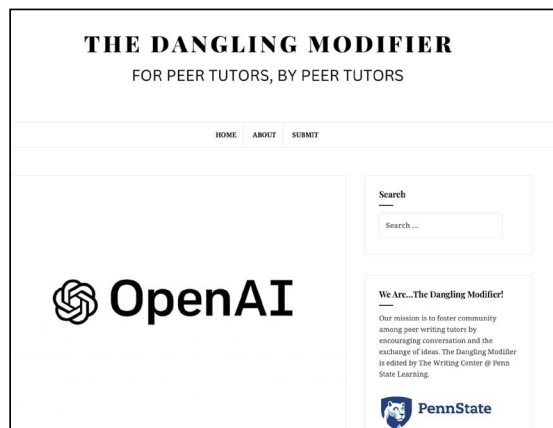 THE DANGLING MODIFIER
FOR PEER TUTORS, BY PEER TUTORS
HOME ABOUT SUBMIT
OpenAI
Search
Search ...
We Are...The Dangling Modifier!
Our mission is to foster community
among peer writing tutors by
encouraging conversation and the
exchange of ideas. The Dangling Modifier
is edited by The Writing Center @ Penn
State Learning.
PennState